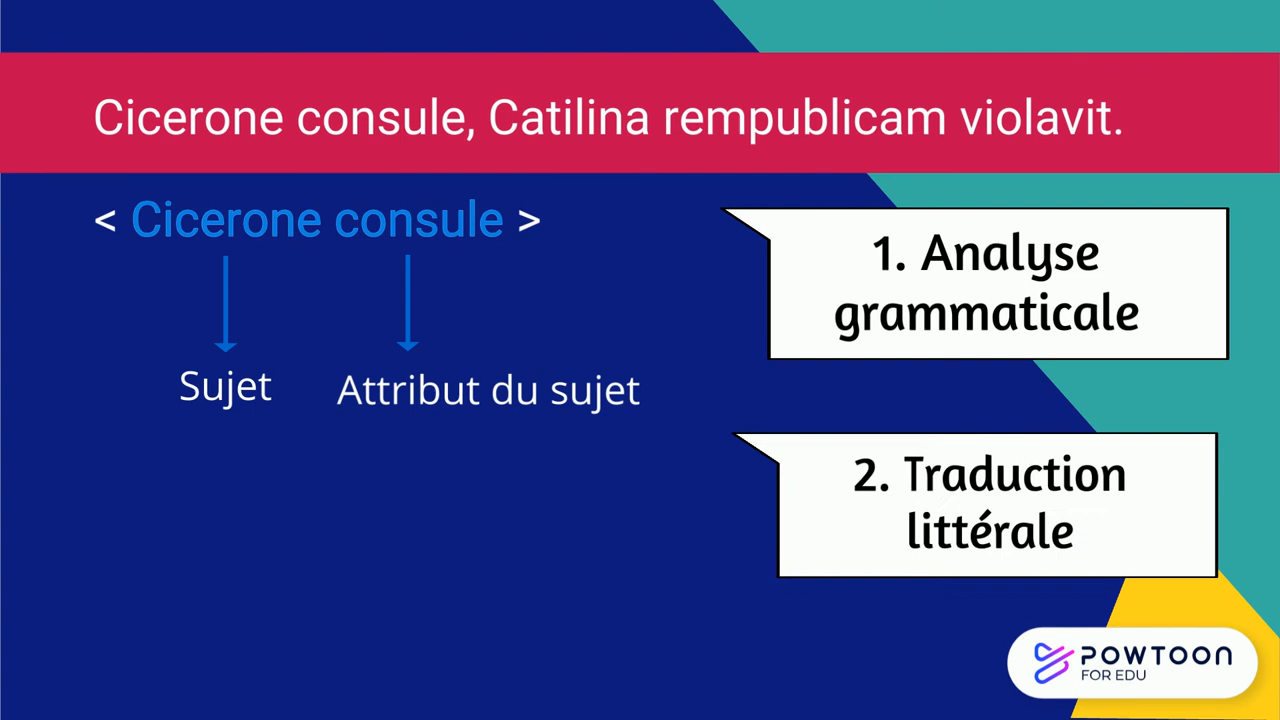 Cicerone consule, Catilina rempublicam violavit.
< Cicerone consule >
Sujet
Attribut du sujet
1. Analyse
grammaticale
2. Traduction
littérale
POWTOON
FOR EDU